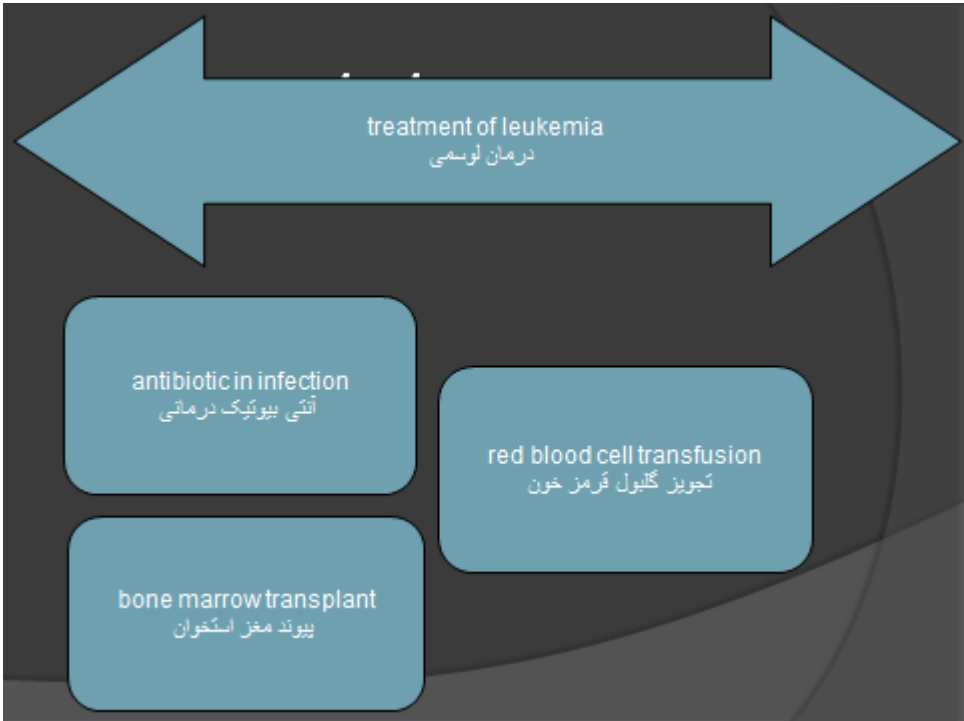 treatment of leukemia
درمان لوسمی
antibiotic in infection
آنتی بیوتیک درمانی
red blood cell transfusion
تجویز گلبول قرمز خون
bone marrow transplant
پیوند مغز استخوان